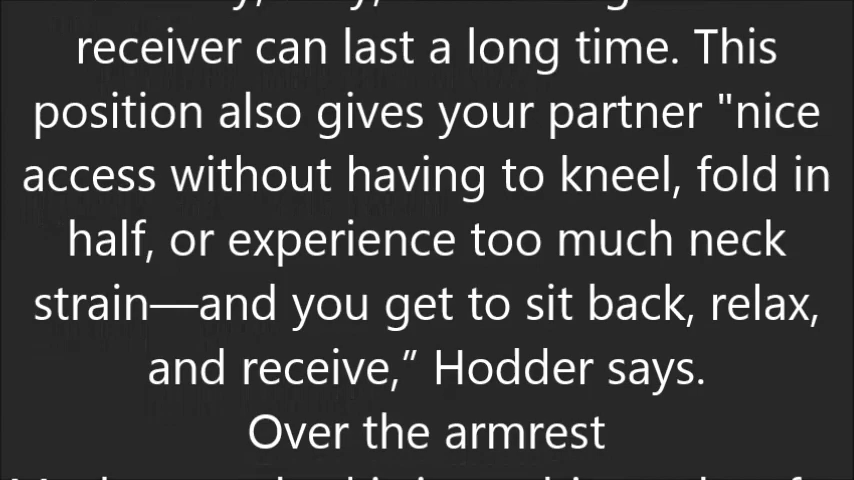 receiver can last a long time. This
position also gives your partner "nice
access without having to kneel, fold in
half, or experience too much neck
strain—and you get to sit back, relax,
and receive,” Hodder says.
Over the armrest